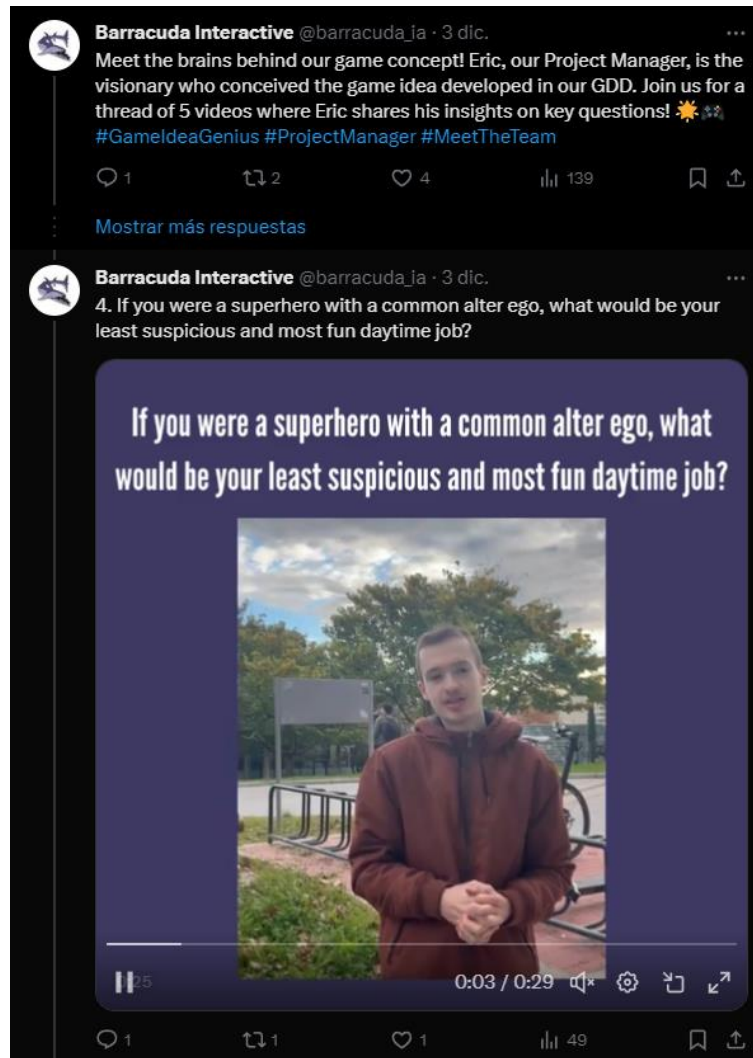 Barracuda Interactive @barracuda_ia · 3 dic.
Meet the brains behind our game concept! Eric, our Project Manager, is the
visionary who conceived the game idea developed in our GDD. Join us for a
thread of 5 videos where Eric shares his insights on key questions! 🌟🎮
#GameIdeaGenius #ProjectManager #MeetTheTeam
1 2 4 139
Mostrar más respuestas
Barracuda Interactive @barracuda_ia · 3 dic.
4. If you were a superhero with a common alter ego, what would be your
least suspicious and most fun daytime job?
If you were a superhero with a common alter ego, what
would be your least suspicious and most fun daytime job?
0:03 / 0:29
1 1 1 49